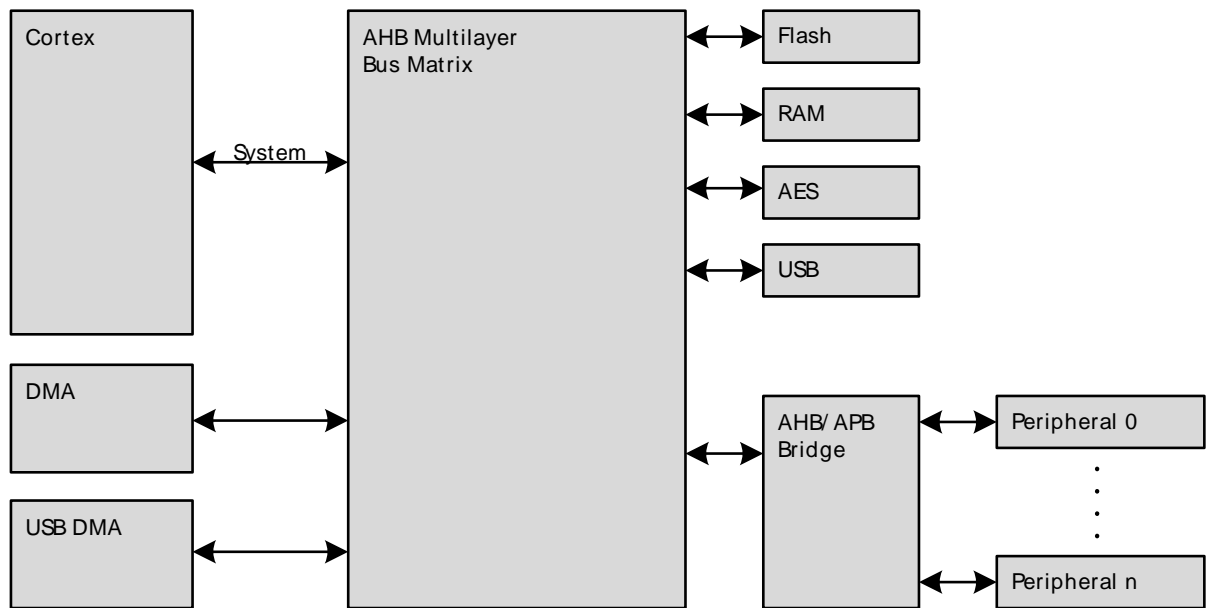 Cortex
AHB Multilayer
Bus Matrix
Flash
RAM
System
AES
USB
DMA
AHB/APB
Bridge
Peripheral 0
USB DMA
Peripheral n